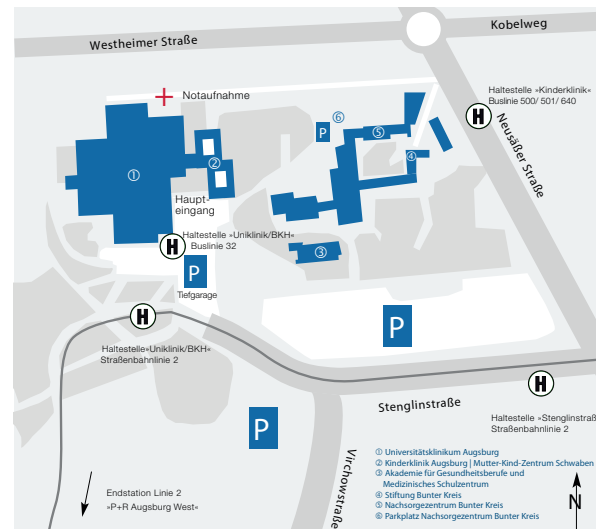 Westheimer Straße
Kobelweg
Notaufnahme
Haltestelle »Kinderklinik«
Buslinie 500/ 501/ 640
H
Neusäßer Straße
⑥
P
⑤
④
①
②
Haupt-
eingang
Haltestelle »Uniklinik/BKH«
Buslinie 32
H
③
P
Tiefgarage
H
P
Haltestelle»Uniklinik/BKH«
Straßenbahnlinie 2
H
Stenglinstraße
Haltestelle »Stenglinstraß
Straßenbahnlinie 2
P
Virchowstraße
① Universitätsklinikum Augsburg
② Kinderklinik Augsburg | Mutter-Kind-Zentrum Schwaben
③ Akademie für Gesundheitsberufe und
Medizinisches Schulzentrum
④ Stiftung Bunter Kreis
⑤ Nachsorgezentrum Bunter Kreis
⑥ Parkplatz Nachsorgezentrum Bunter Kreis
N
Endstation Linie 2
»P+R Augsburg West«